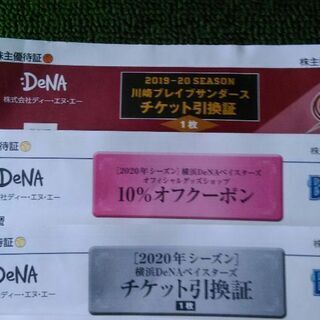 株主優待証
株主
:DeNA
株式会社ディー・エヌ・エー
2019-20 SEASON
川崎ブレイブサンダース
チケット引換証
1枚
優待証
DeNA
社ディー・エヌ・エー
[2020年シーズン] 横浜DeNAベイスターズ
オフィシャルグッズショップ
10%オフクーポン
待証
DeNA
ディー・エヌ・エー
[2020年シーズン]
横浜DeNAベイスターズ
チケット引換証
1枚